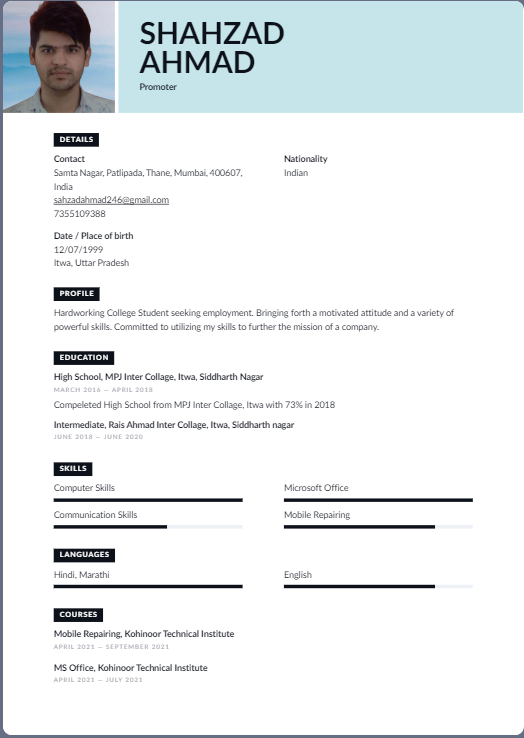 SHAHZAD
AHMAD
Promoter
DETAILS
Contact
Samta Nagar, Patlipada, Thane, Mumbai, 400607,
India
sahzadahmad246@gmail.com
7355109388
Nationality
Indian
Date / Place of birth
12/07/1999
Itwa, Uttar Pradesh
PROFILE
Hardworking College Student seeking employment. Bringing forth a motivated attitude and a variety of
powerful skills. Committed to utilizing my skills to further the mission of a company.
EDUCATION
High School, MPJ Inter Collage, Itwa, Siddharth Nagar
MARCH 2016 — APRIL 2018
Compeleted High School from MPJ Inter Collage, Itwa with 73% in 2018
Intermediate, Rais Ahmad Inter Collage, Itwa, Siddharth nagar
JUNE 2018 — JUNE 2020
SKILLS
Computer Skills
Microsoft Office
Communication Skills
Mobile Repairing
LANGUAGES
Hindi, Marathi
English
COURSES
Mobile Repairing, Kohinoor Technical Institute
APRIL 2021 — SEPTEMBER 2021
MS Office, Kohinoor Technical Institute
APRIL 2021 — JULY 2021